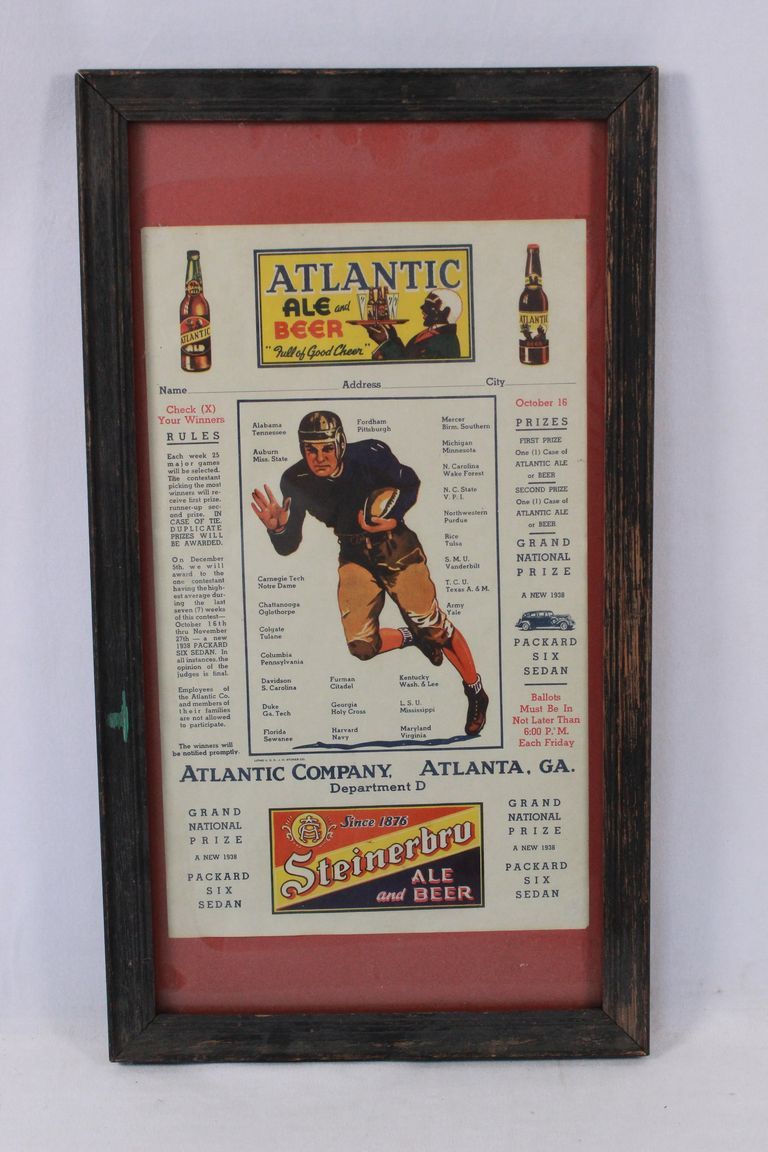 ATLANTIC
ALE and
BEER
"Full of Good Cheer"
ATLANTIC
ATLANTIC
Name
Address
City
Check (X)
Your Winners
RULES
Each week 25
major games
will be selected.
The contestant
picking the most
winners will re-
ceive first prize,
runner-up sec-
ond prize. IN
CASE OF TIE,
DUPLICATE
PRIZES WILL
BE AWARDED.
On December
5th, we will
award to the
one contestant
having the high-
est average dur-
ing the last
seven (7) weeks
of this contest—
October 16th
thru November
27th — a new
1938 PACKARD
SIX SEDAN. In
all instances, the
opinion of the
judges is final.
Employees of
the Atlantic Co.
and members of
their families
are not allowed
to participate.
The winners will
be notified promptly.
Alabama
Tennessee
Auburn
Miss. State
Carnegie Tech
Notre Dame
Chattanooga
Oglethorpe
Colgate
Tulane
Columbia
Pennsylvania
Davidson
S. Carolina
Duke
Ga. Tech
Florida
Sewanee
Fordham
Pittsburgh
Furman
Citadel
Georgia
Holy Cross
Harvard
Navy
Mercer
Birm. Southern
Michigan
Minnesota
N. Carolina
Wake Forest
N. C. State
V. P. I.
Northwestern
Purdue
Rice
Tulsa
S. M. U.
Vanderbilt
T. C. U.
Texas A. & M.
Army
Yale
Kentucky
Wash. & Lee
L. S. U.
Mississippi
Maryland
Virginia
October 16
PRIZES
FIRST PRIZE
One (1) Case of
ATLANTIC ALE
or BEER
SECOND PRIZE
One (1) Case of
ATLANTIC ALE
or BEER
GRAND
NATIONAL
PRIZE
A NEW 1938
PACKARD
SIX
SEDAN
Ballots
Must Be In
Not Later Than
6:00 P. M.
Each Friday
ATLANTIC COMPANY, ATLANTA, GA.
Department D
GRAND
NATIONAL
PRIZE
A NEW 1938
PACKARD
SIX
SEDAN
Since 1876
Steinerbru
ALE
and BEER
GRAND
NATIONAL
PRIZE
A NEW 1938
PACKARD
SIX
SEDAN